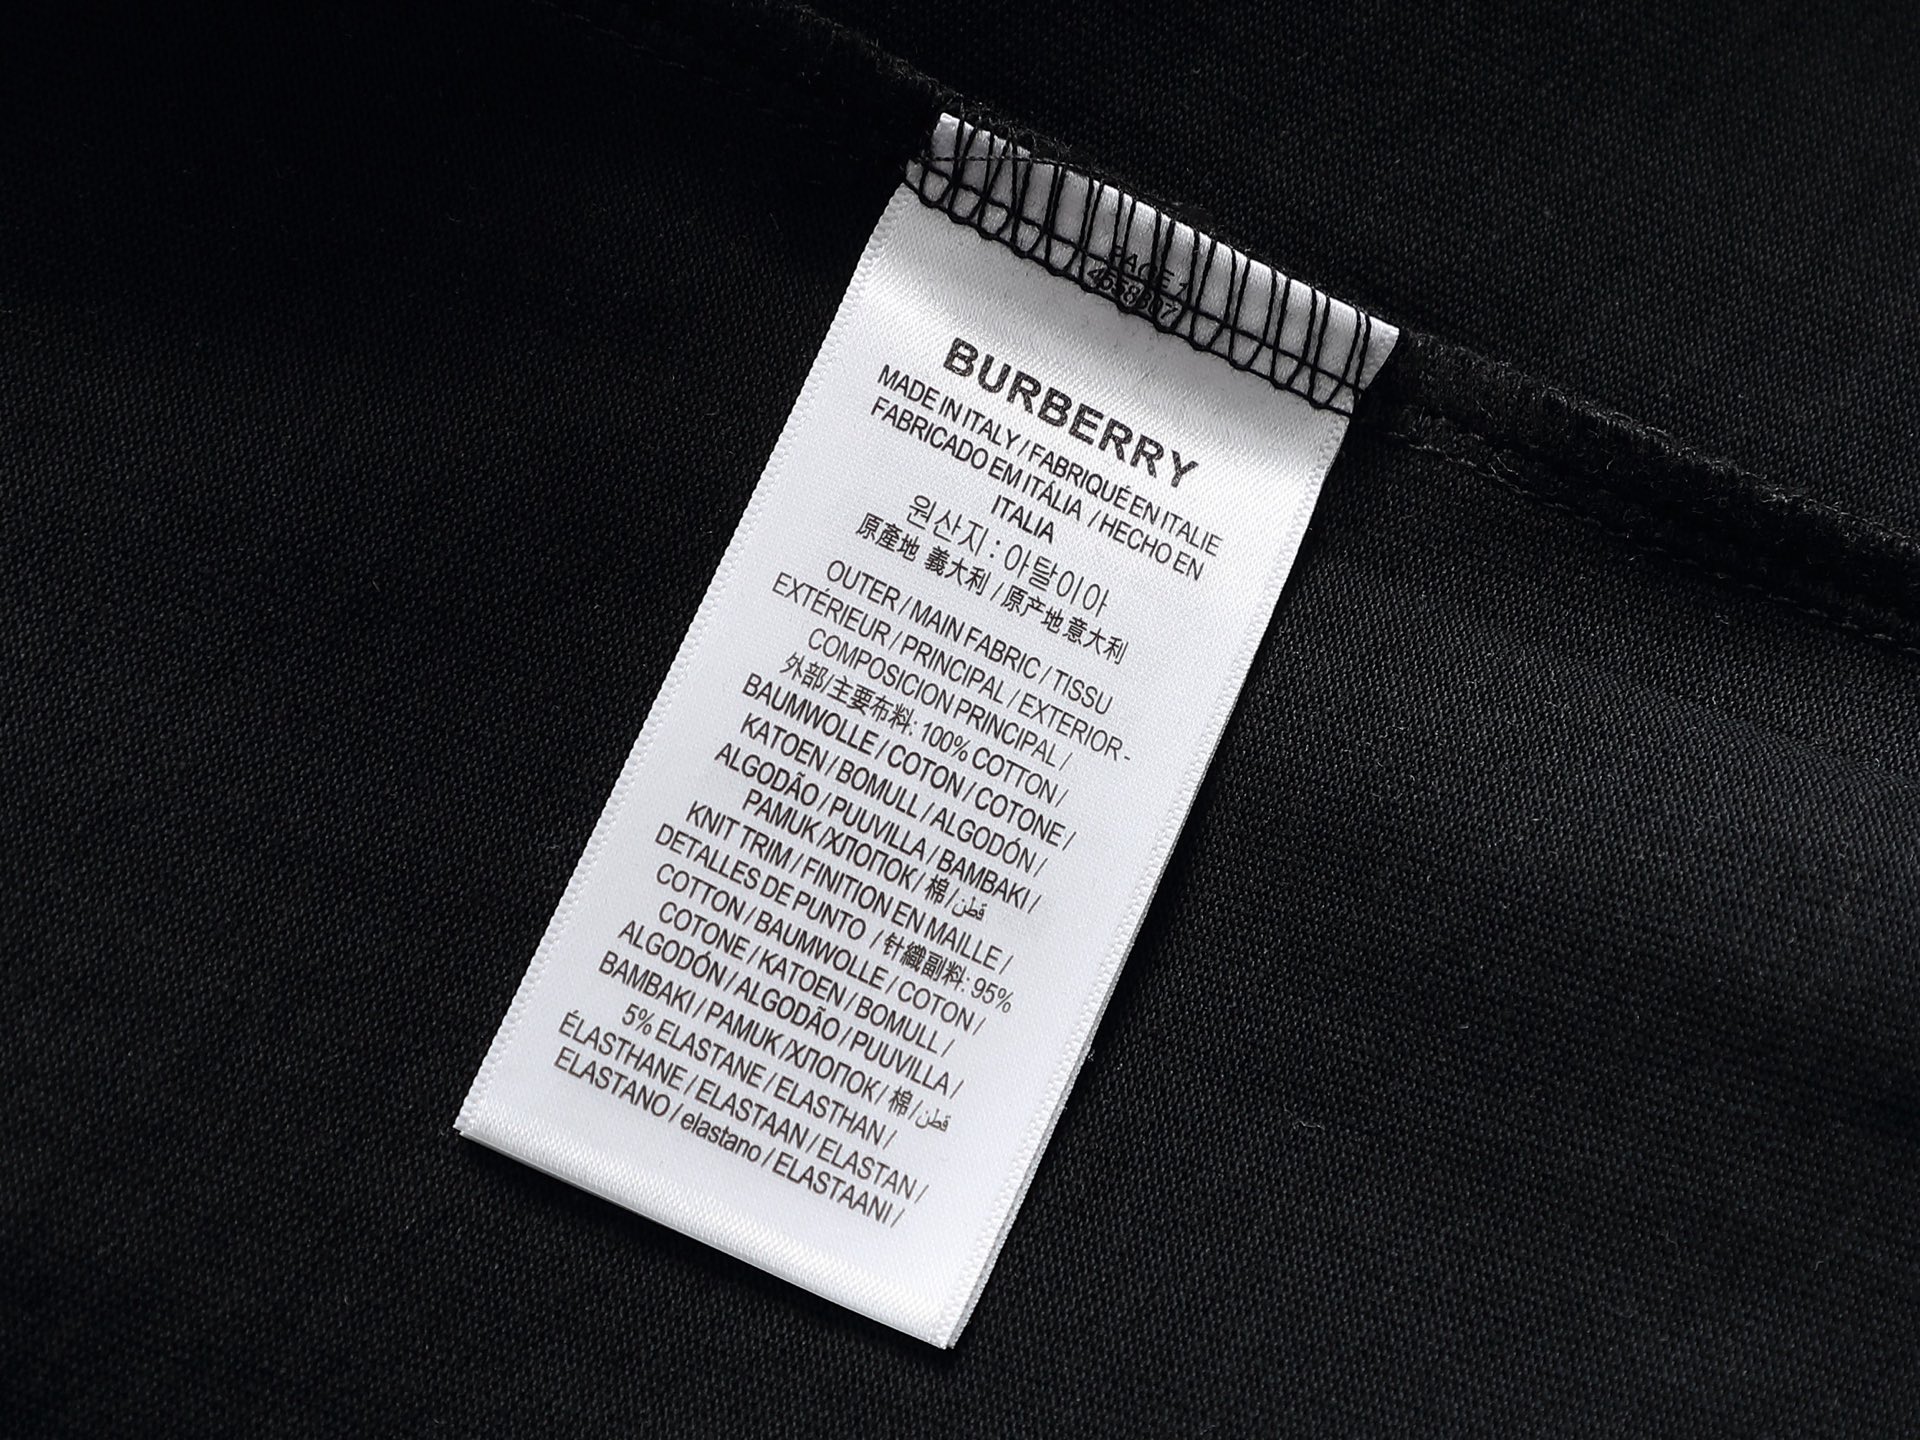 PAGE 1
BURBERRY
MADE IN ITALY / FABRIQUÉ EN ITALIE
FABRICADO EM ITÁLIA / HECHO EN
ITALIA
원산지 : 아탈이아
原產地 義大利 / 原产地意大利
OUTER / MAIN FABRIC / TISSU
EXTÉRIEUR / PRINCIPAL / EXTERIOR-
COMPOSICION PRINCIPAL /
外部/主要布料: 100% COTTON /
BAUMWOLLE / COTON / COTONE /
KATOEN / BOMULL / ALGODÓN /
ALGODÃO / PUUVILLA / BAMBAKI /
PAMUK /ХЛОПОК/ 棉 / قطن
KNIT TRIM / FINITION EN MAILLE /
DETALLES DE PUNTO / 针織副料: 95%
COTTON / BAUMWOLLE / COTON /
COTONE / KATOEN / BOMULL /
ALGODÓN / ALGODÃO / PUUVILLA /
BAMBAKI / PAMUK /ХЛОПОК/ 棉 / قطن
5% ELASTANE / ELASTHAN /
ÉLASTHANE / ELASTAAN / ELASTAN /
ELASTANO / elastano / ELASTAANI /